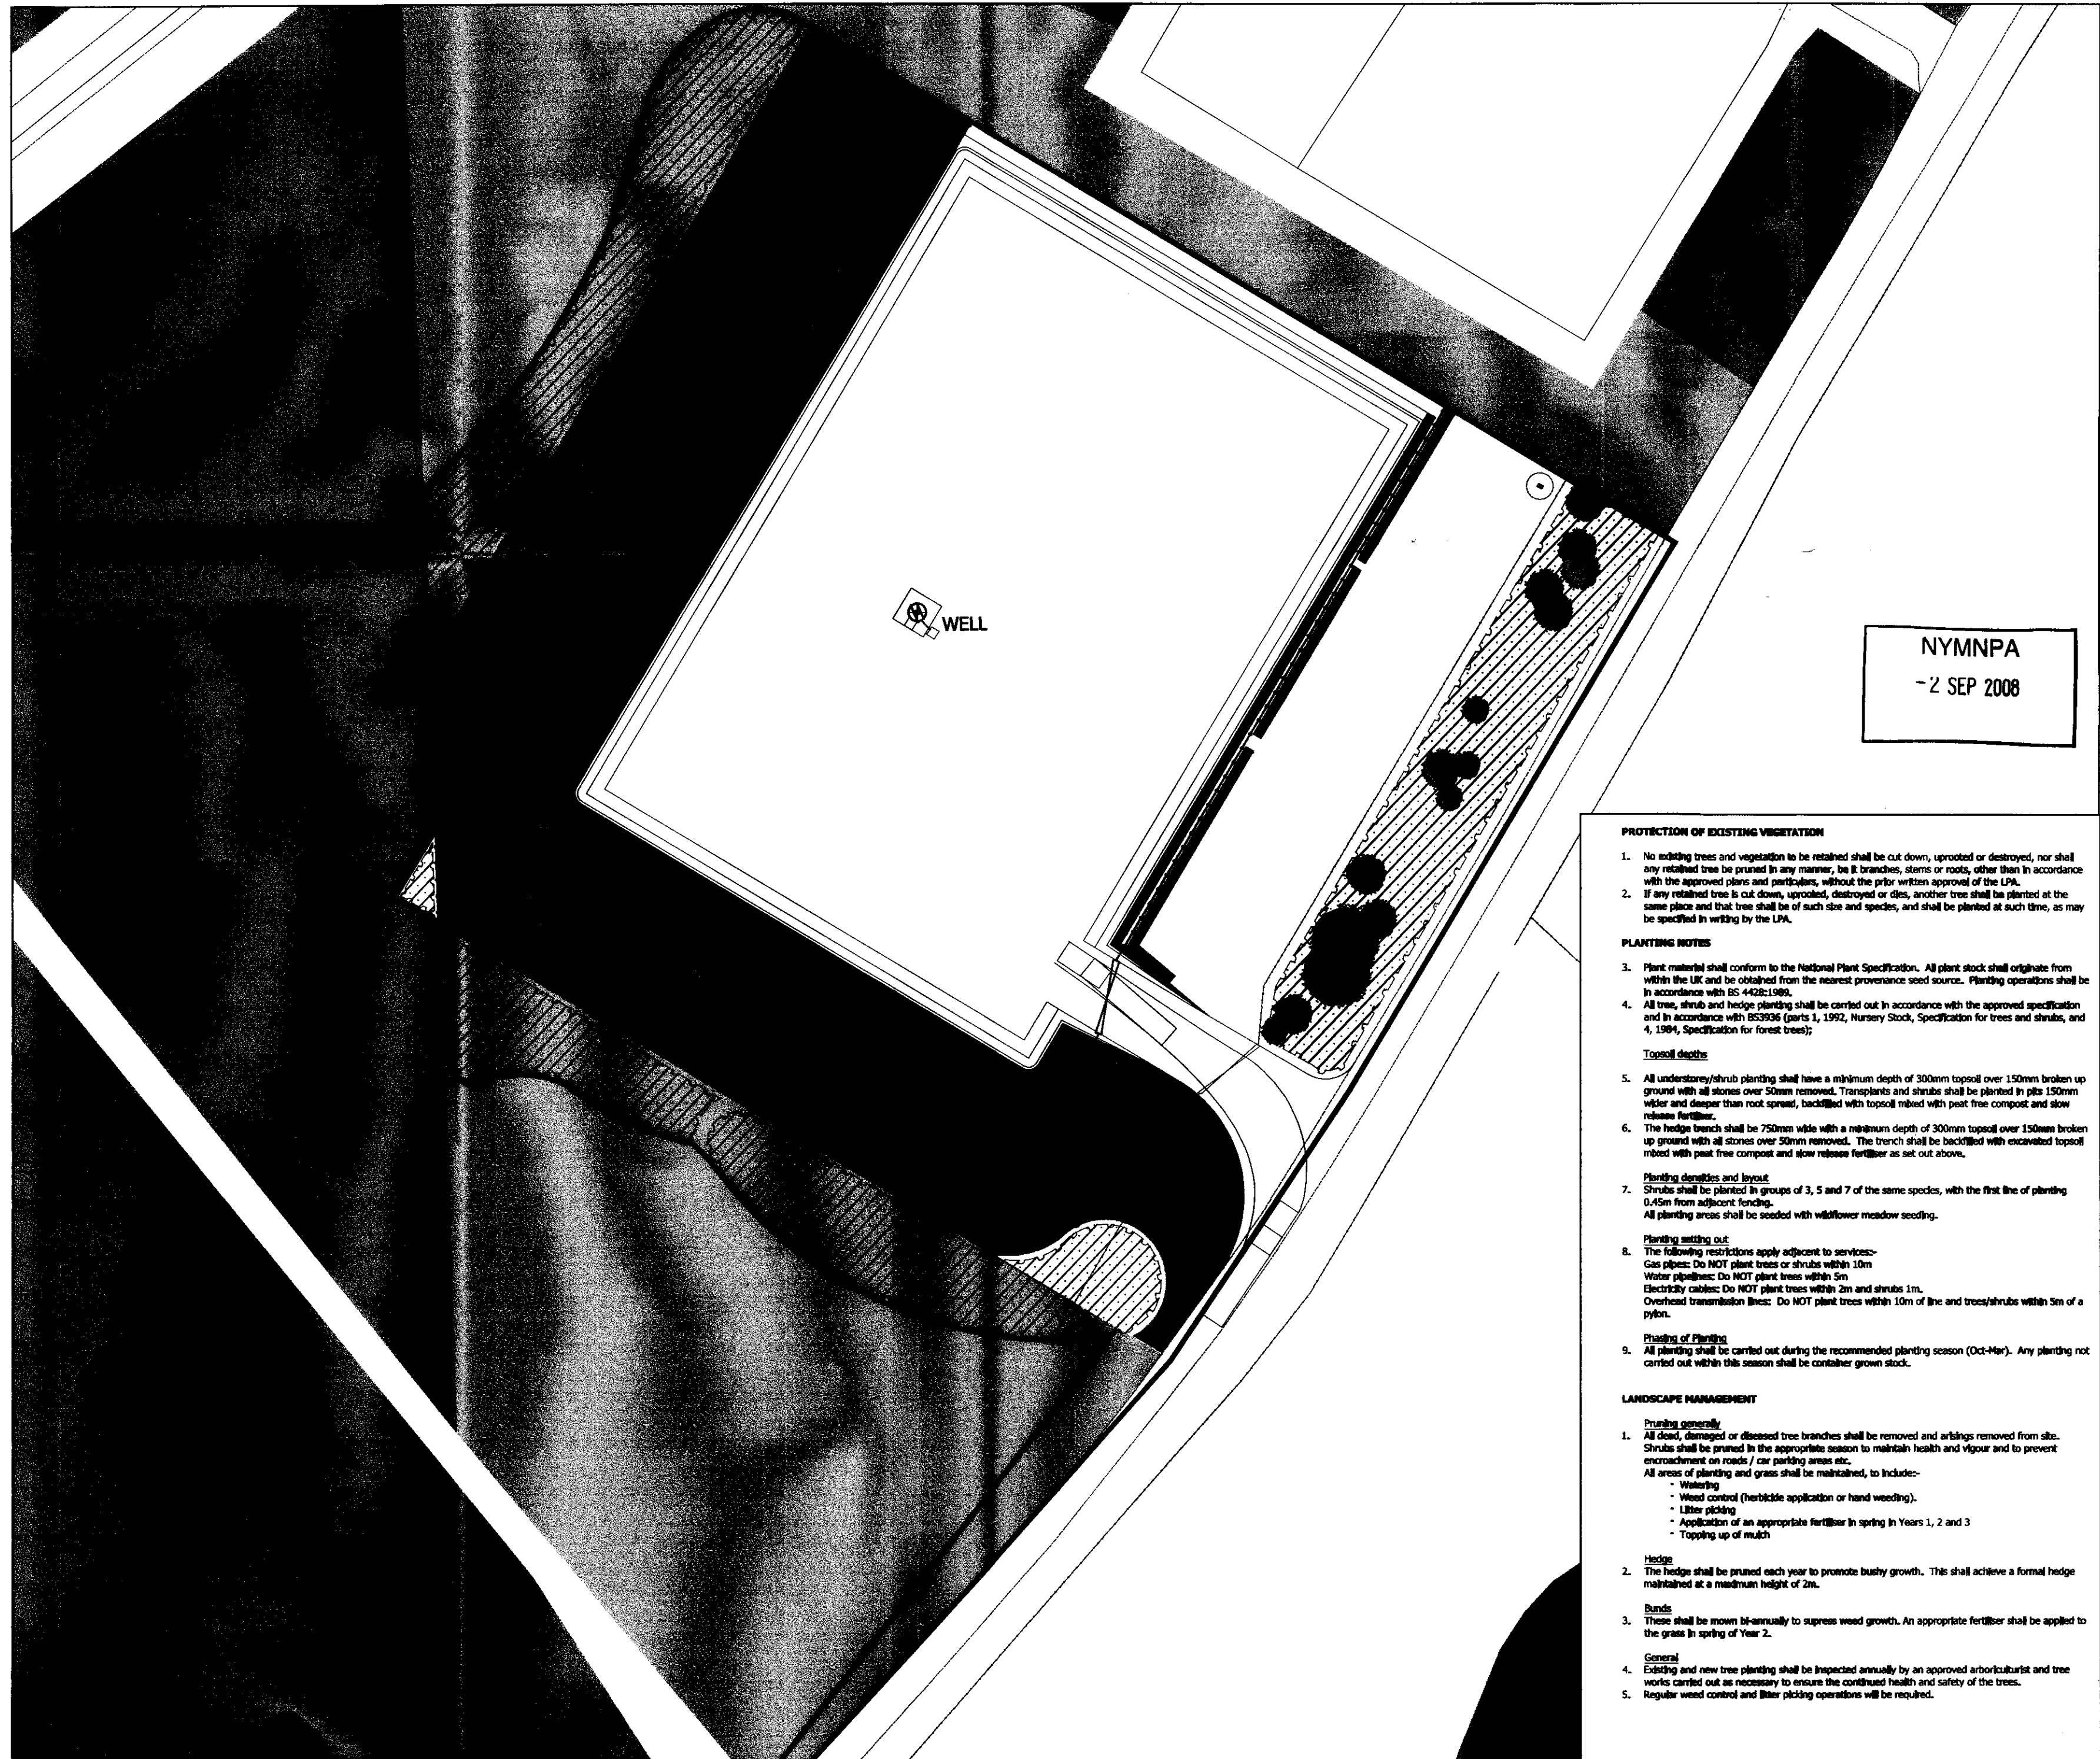 WELL
NYMNPA
-2 SEP 2008
PROTECTION OF EXISTING VEGETATION
1. No existing trees and vegetation to be retained shall be cut down, uprooted or destroyed, nor shall
any retained tree be pruned in any manner, be it branches, stems or roots, other than in accordance
with the approved plans and particulars, without the prior written approval of the LPA.
2. If any retained tree is cut down, uprooted, destroyed or dies, another tree shall be planted at the
same place and that tree shall be of such size and species, and shall be planted at such time, as may
be specified in writing by the LPA.
PLANTING NOTES
3. Plant material shall conform to the National Plant Specification. All plant stock shall originate from
within the UK and be obtained from the nearest provenance seed source. Planting operations shall be
in accordance with BS 4428:1989.
4. All tree, shrub and hedge planting shall be carried out in accordance with the approved specification
and in accordance with BS3936 (parts 1, 1992, Nursery Stock, Specification for trees and shrubs, and
4, 1984, Specification for forest trees);
Topsoil depths
5. All understorey/shrub planting shall have a minimum depth of 300mm topsoil over 150mm broken up
ground with all stones over 50mm removed. Transplants and shrubs shall be planted in pits 150mm
wider and deeper than root spread, backfilled with topsoil mixed with peat free compost and slow
release fertiliser.
6. The hedge trench shall be 750mm wide with a minimum depth of 300mm topsoil over 150mm broken
up ground with all stones over 50mm removed. The trench shall be backfilled with excavated topsoil
mixed with peat free compost and slow release fertiliser as set out above.
Planting densities and layout
7. Shrubs shall be planted in groups of 3, 5 and 7 of the same species, with the first line of planting
0.45m from adjacent fencing.
All planting areas shall be seeded with wildflower meadow seeding.
Planting setting out
8. The following restrictions apply adjacent to services:-
Gas pipes: Do NOT plant trees or shrubs within 10m
Water pipelines: Do NOT plant trees within 5m
Electricity cables: Do NOT plant trees within 2m and shrubs 1m.
Overhead transmission lines: Do NOT plant trees within 10m of line and trees/shrubs within 5m of a
pylon.
Phasing of Planting
9. All planting shall be carried out during the recommended planting season (Oct-Mar). Any planting not
carried out within this season shall be container grown stock.
LANDSCAPE MANAGEMENT
Pruning generally
1. All dead, damaged or diseased tree branches shall be removed and arisings removed from site.
Shrubs shall be pruned in the appropriate season to maintain health and vigour and to prevent
encroachment on roads / car parking areas etc.
All areas of planting and grass shall be maintained, to include:-
- Watering
- Weed control (herbicide application or hand weeding).
- Litter picking
- Application of an appropriate fertiliser in spring in Years 1, 2 and 3
- Topping up of mulch
Hedge
2. The hedge shall be pruned each year to promote bushy growth. This shall achieve a formal hedge
maintained at a maximum height of 2m.
Bunds
3. These shall be mown bi-annually to supress weed growth. An appropriate fertiliser shall be applied to
the grass in spring of Year 2.
General
4. Existing and new tree planting shall be inspected annually by an approved arboriculturist and tree
works carried out as necessary to ensure the continued health and safety of the trees.
5. Regular weed control and litter picking operations will be required.